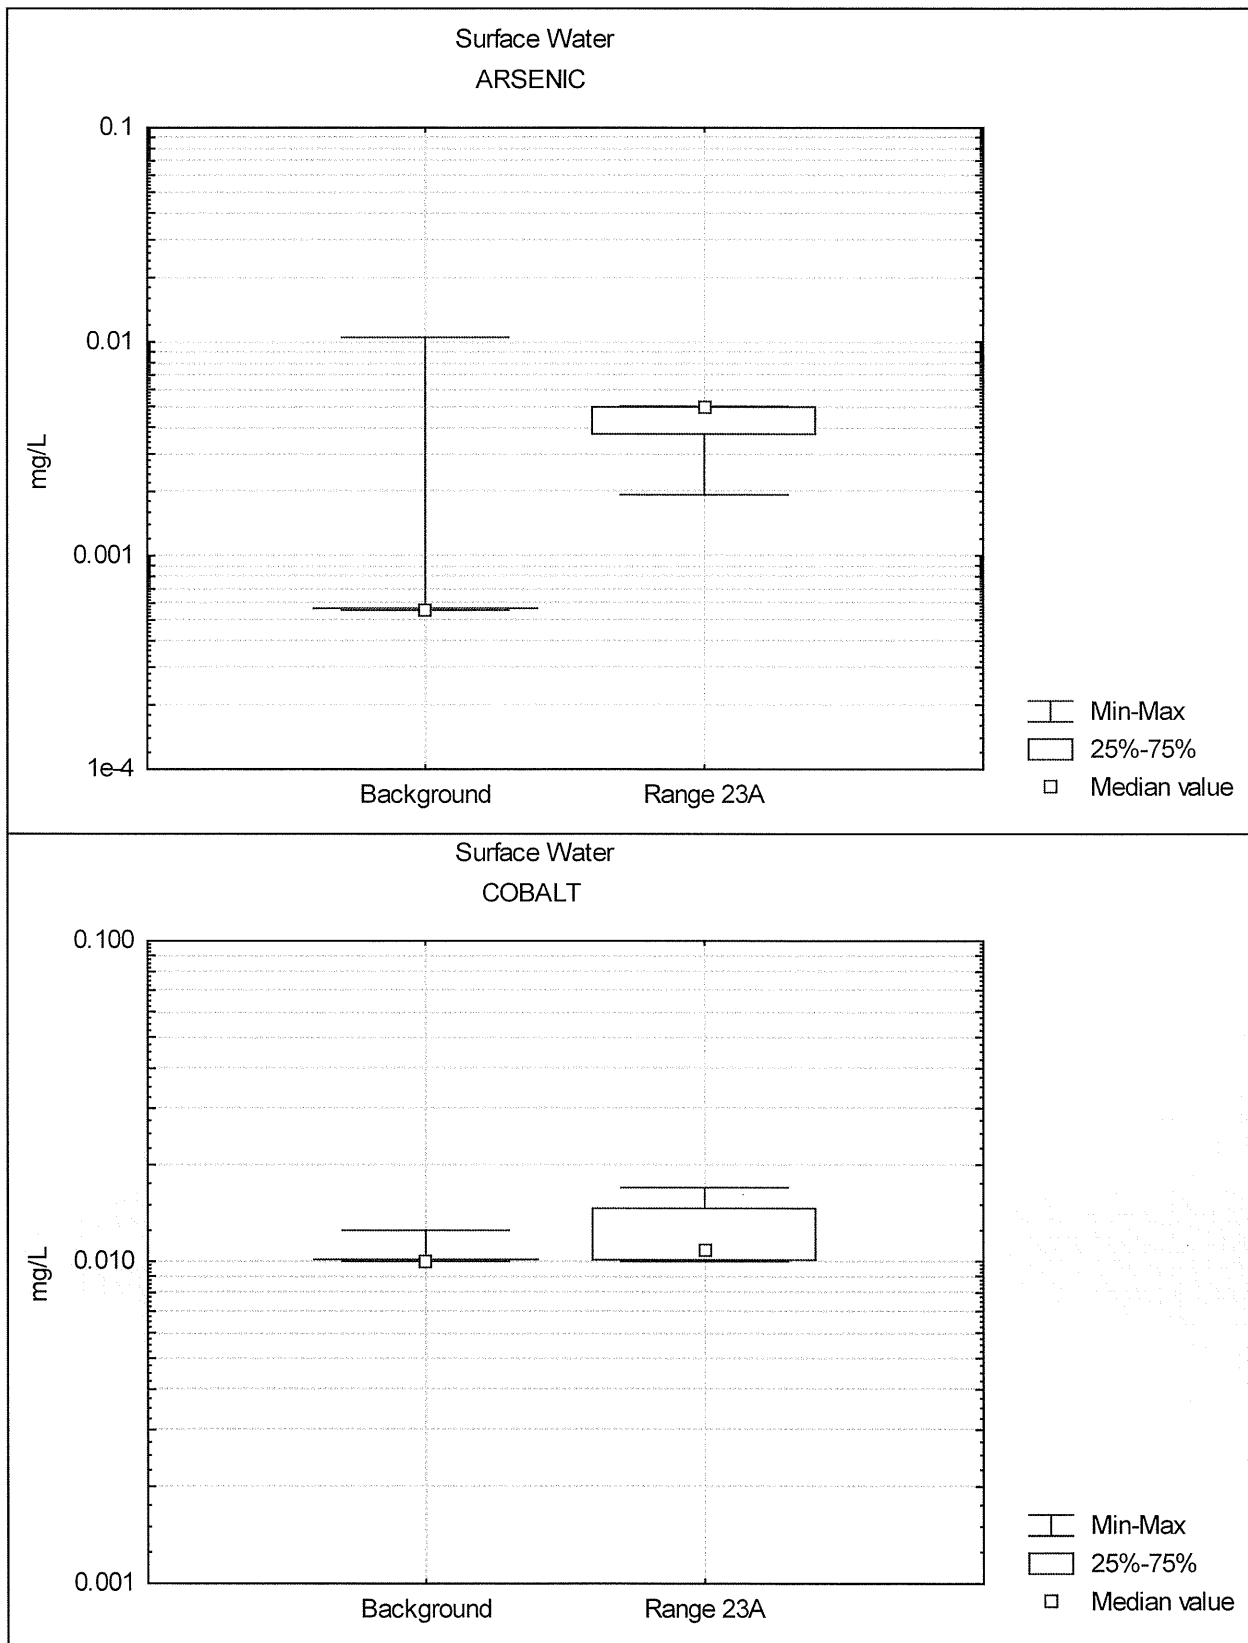 Surface Water
ARSENIC
0.1
0.01
0.001
1e-4
mg/L
Background
Range 23A
Min-Max
25%-75%
Median value
Surface Water
COBALT
0.100
0.010
0.001
mg/L
Background
Range 23A
Min-Max
25%-75%
Median value